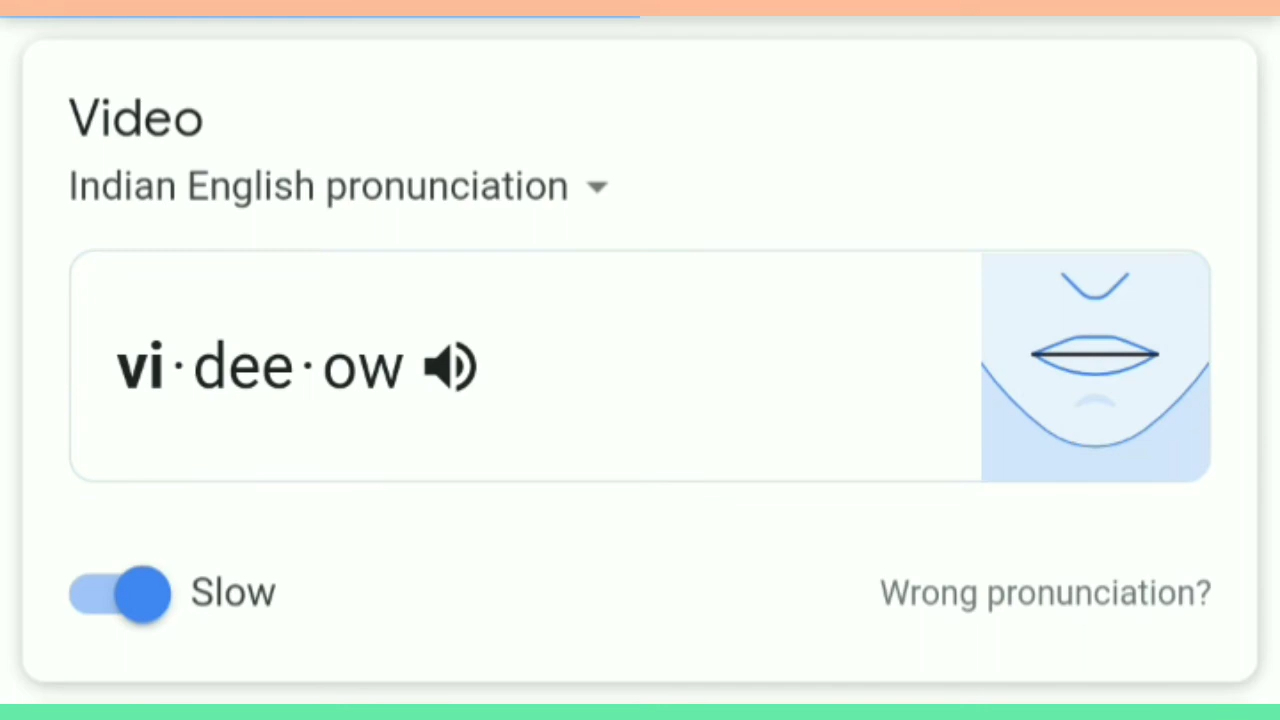 Video
Indian English pronunciation
vi·dee·ow
Slow
Wrong pronunciation?